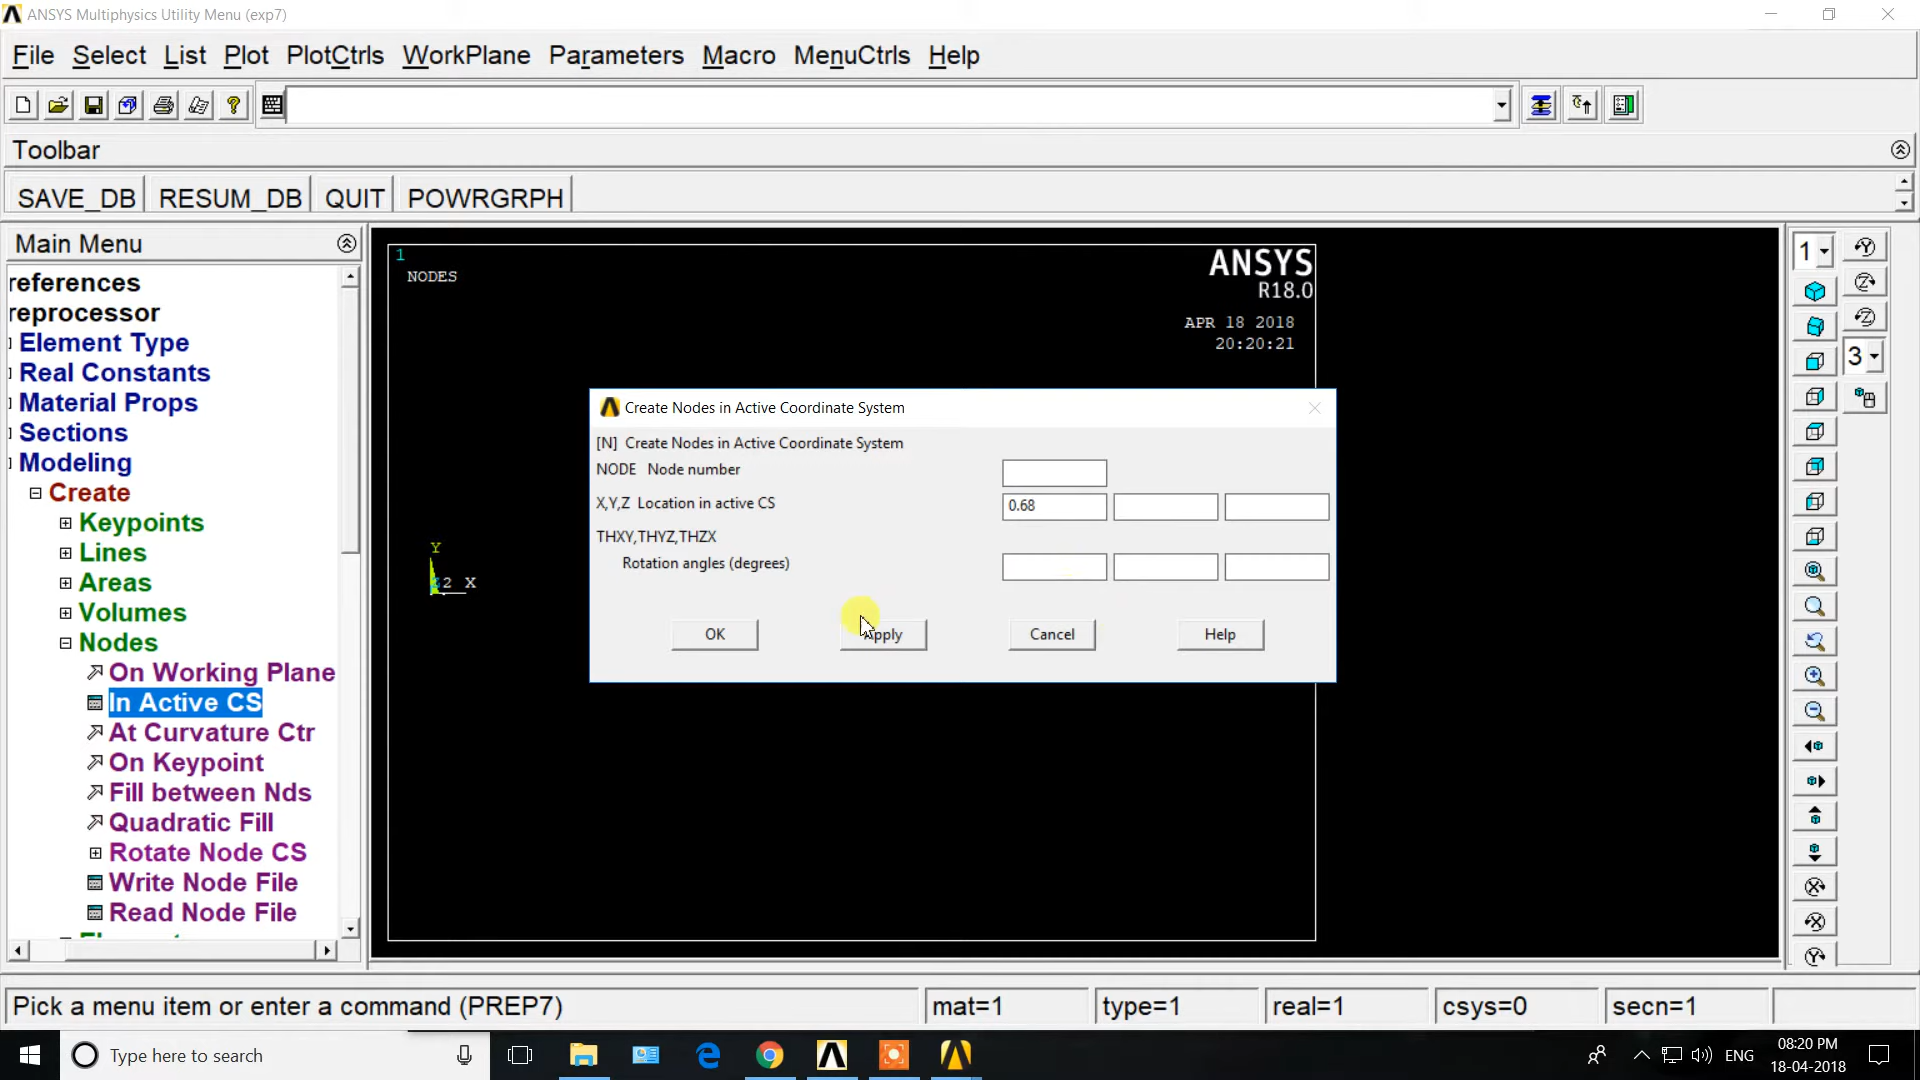 ANSYS Multiphysics Utility Menu (exp7)
File Select List Plot PlotCtrls WorkPlane Parameters Macro MenuCtrls Help
Toolbar
SAVE_DB RESUM_DB QUIT POWRGRPH
Main Menu
references
reprocessor
Element Type
Real Constants
Material Props
Sections
Modeling
Create
Keypoints
Lines
Areas
Volumes
Nodes
On Working Plane
In Active CS
At Curvature Ctr
On Keypoint
Fill between Nds
Quadratic Fill
Rotate Node CS
Write Node File
Read Node File
1
NODES
ANSYS
R18.0
APR 18 2018
20:20:21
Y
2 X
Create Nodes in Active Coordinate System
[N] Create Nodes in Active Coordinate System
NODE Node number
X,Y,Z Location in active CS 0.68
THXY,THYZ,THZX
Rotation angles (degrees)
OK Apply Cancel Help
1
3
Pick a menu item or enter a command (PREP7) mat=1 type=1 real=1 csys=0 secn=1
Type here to search
ENG
08:20 PM
18-04-2018